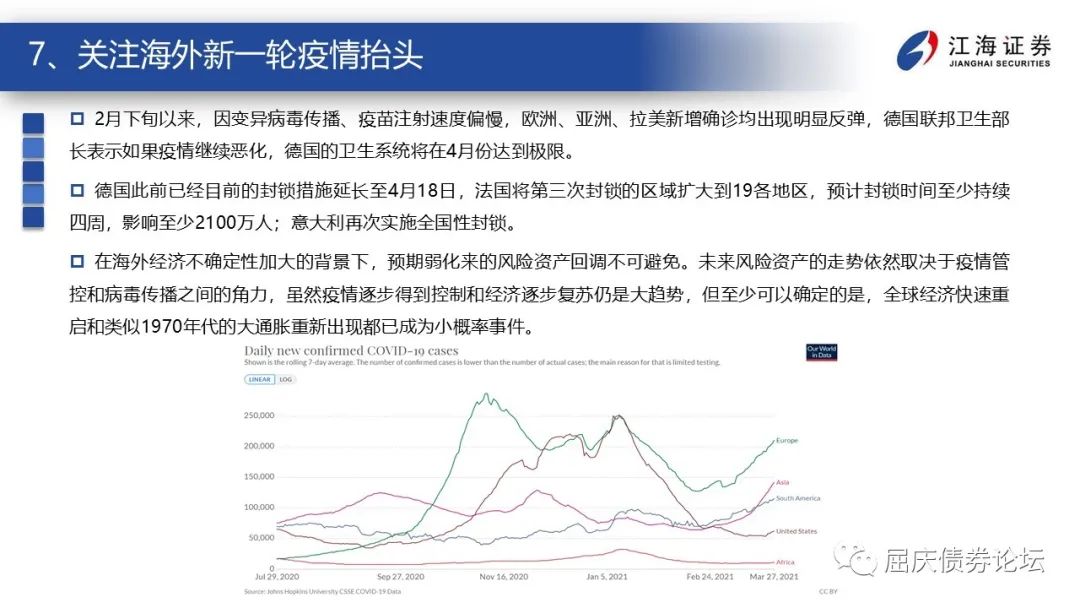 7、关注海外新一轮疫情抬头
江海证券
JIANGHAI SECURITIES
2月下旬以来，因变异病毒传播、疫苗注射速度偏慢，欧洲、亚洲、拉美新增确诊均出现明显反弹，德国联邦卫生部
长表示如果疫情继续恶化，德国的卫生系统将在4月份达到极限。
德国此前已经目前的封锁措施延长至4月18日，法国将第三次封锁的区域扩大到19各地区，预计封锁时间至少持续
四周，影响至少2100万人；意大利再次实施全国性封锁。
在海外经济不确定性加大的背景下，预期弱化来的风险资产回调不可避免。未来风险资产的走势依然取决于疫情管
控和病毒传播之间的角力，虽然疫情逐步得到控制和经济逐步复苏仍是大趋势，但至少可以确定的是，全球经济快速重
启和类似1970年代的大通胀重新出现都已成为小概率事件。
Daily new confirmed COVID-19 cases
Shown is the rolling 7-day average. The number of confirmed cases is lower than the number of actual cases; the main reason for that is limited testing.
Our World
in Data
LINEAR LOG
250,000
200,000
150,000
100,000
50,000
0
Europe
Asia
South America
United States
Africa
Jul 29, 2020 Sep 27, 2020 Nov 16, 2020 Jan 5, 2021 Feb 24, 2021 Mar 27, 2021
Source: Johns Hopkins University CSSE COVID-19 Data
CC BY
屈庆债券论坛